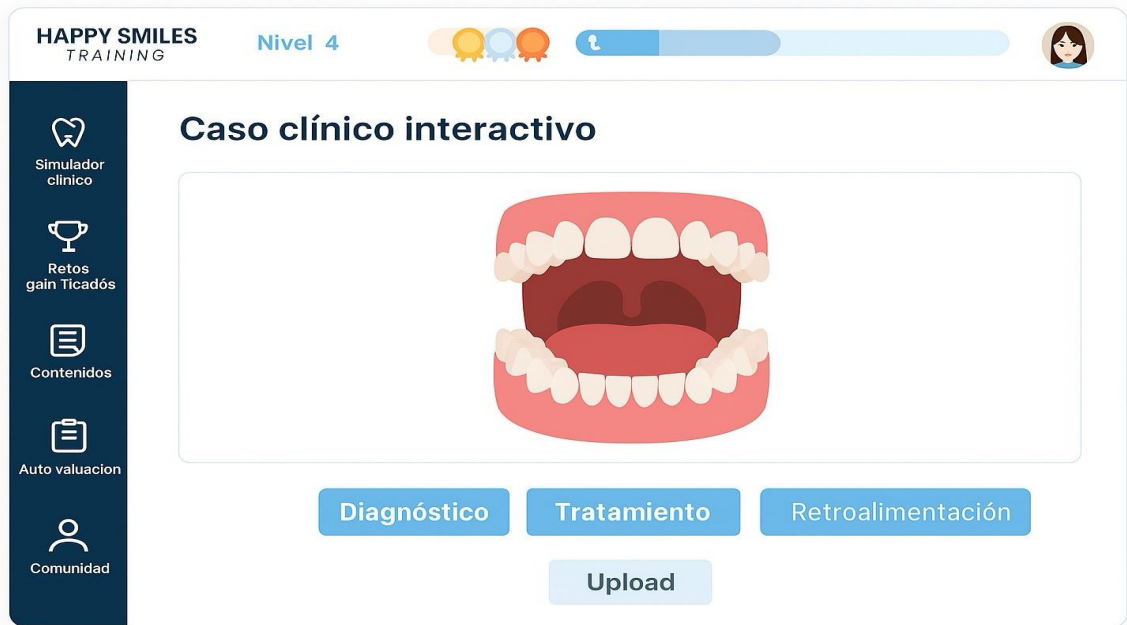 HAPPY SMILES
TRAINING
Nivel 4
Simulador
clinico
Retos
gain Ticadós
Contenidos
Auto valuacion
Comunidad
Caso clínico interactivo
Diagnóstico
Tratamiento
Retroalimentación
Upload